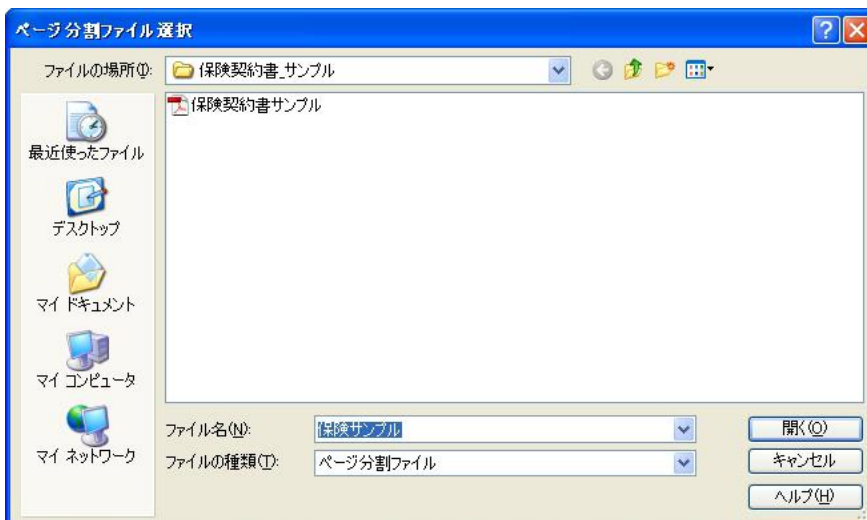 ページ分割ファイル選択
ファイルの場所(I):
保険契約書_サンプル
保険契約書サンプル
最近使ったファイル
デスクトップ
マイ ドキュメント
マイ コンピュータ
マイ ネットワーク
ファイル名(N):
保険サンプル
開く(O)
ファイルの種類(T):
ページ分割ファイル
キャンセル
ヘルプ(H)